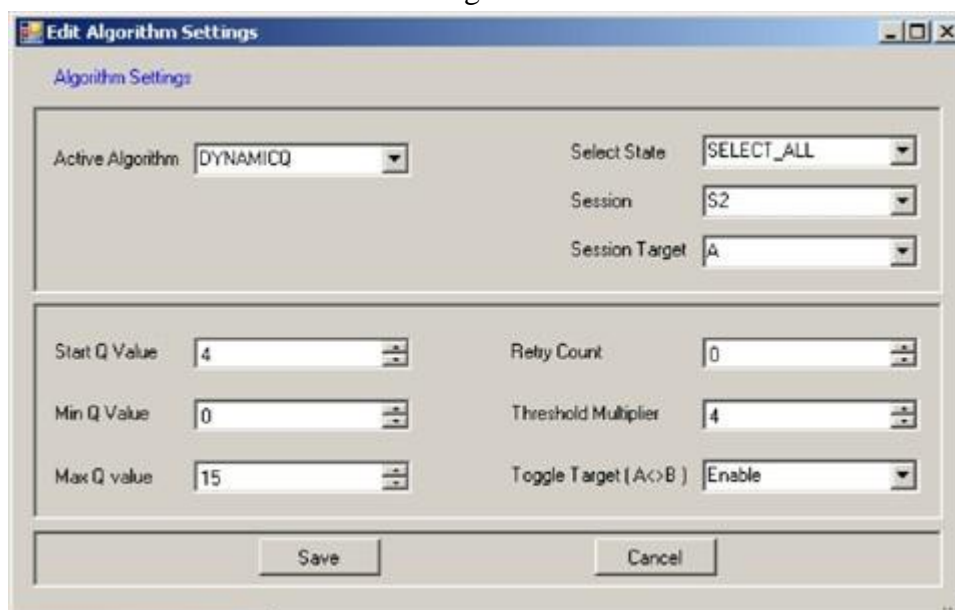 Edit Algorithm Settings
Algorithm Settings
Active Algorithm DYNAMICQ
Select State SELECT_ALL
Session S2
Session Target A
Start Q Value 4
Retry Count 0
Min Q Value 0
Threshold Multiplier 4
Max Q value 15
Toggle Target ( A<>B ) Enable
Save
Cancel